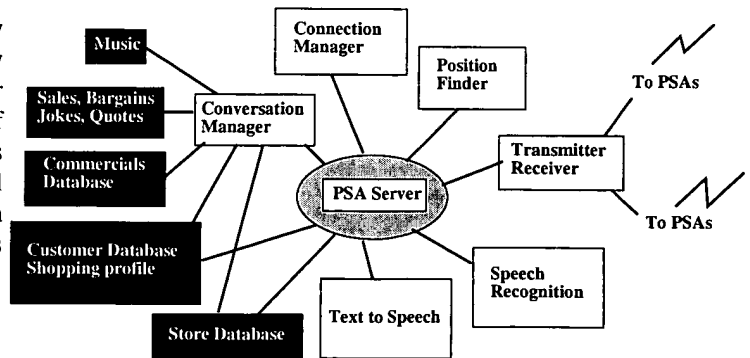 Music
Connection
Manager
Position
Finder
To PSAs
Sales, Bargains
Jokes, Quotes
Conversation
Manager
Commercials
Database
Transmitter
Receiver
PSA Server
To PSAs
Customer Database
Shopping profile
Speech
Recognition
Text to Speech
Store Database